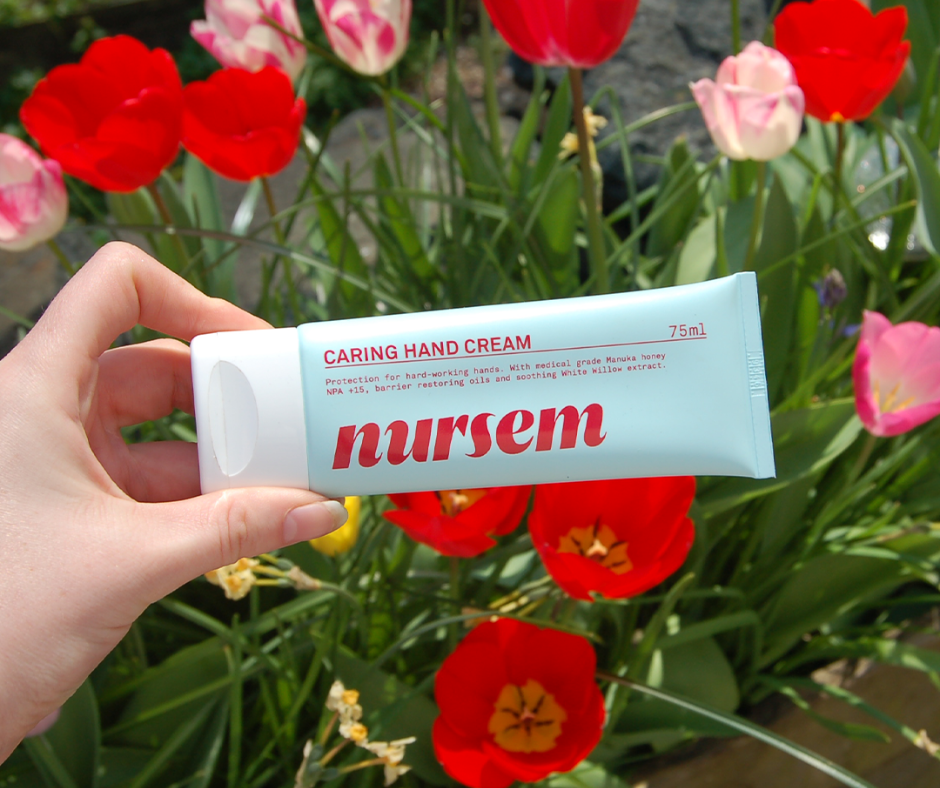 CARING HAND CREAM 75ml
Protection for hard-working hands. With medical grade Manuka honey
NPA +15, barrier restoring oils and soothing White Willow extract.
nursem